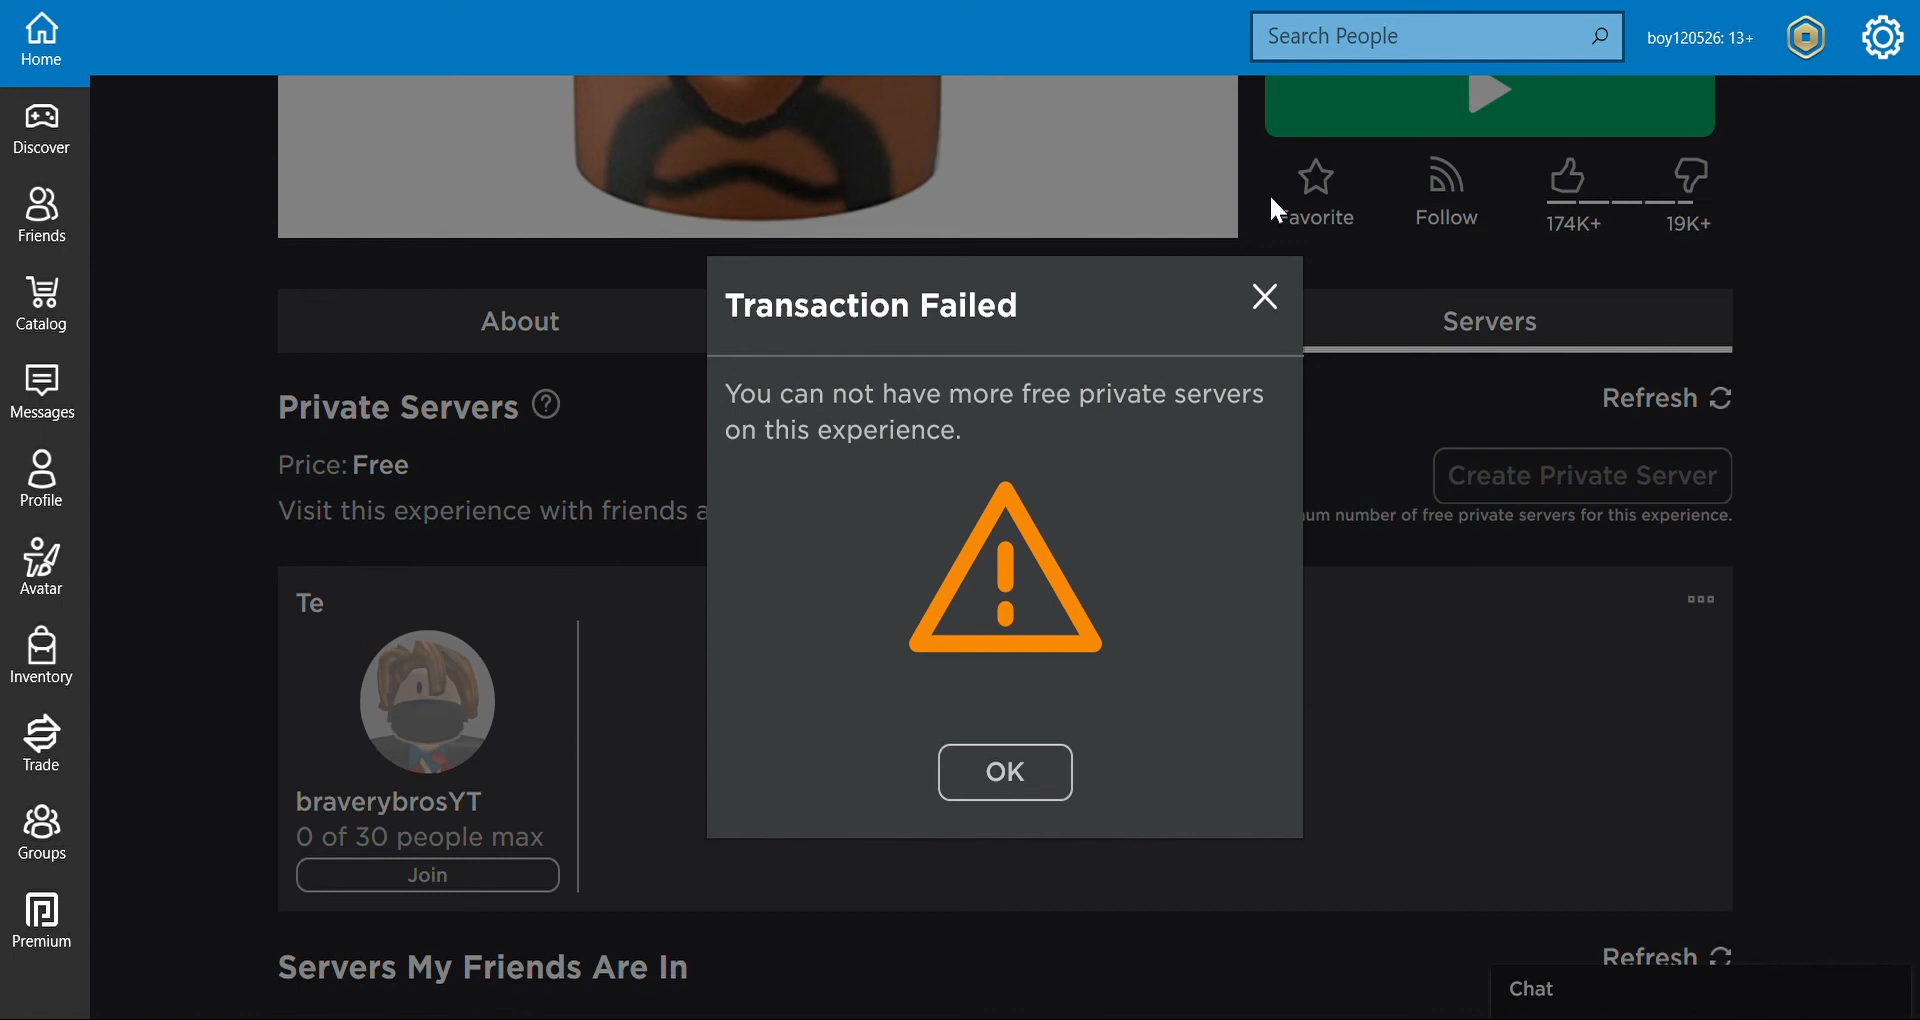 Home
Search People
boy120526: 13+
Discover
Friends
Catalog
Messages
Profile
Avatar
Inventory
Trade
Groups
Premium
avorite
Follow
174K+
19K+
About
Servers
Transaction Failed
You can not have more free private servers
on this experience.
OK
Private Servers
Refresh
Price: Free
Create Private Server
Visit this experience with friends a
um number of free private servers for this experience.
Te
braverybrosYT
0 of 30 people max
Join
Servers My Friends Are In
Refresh
Chat